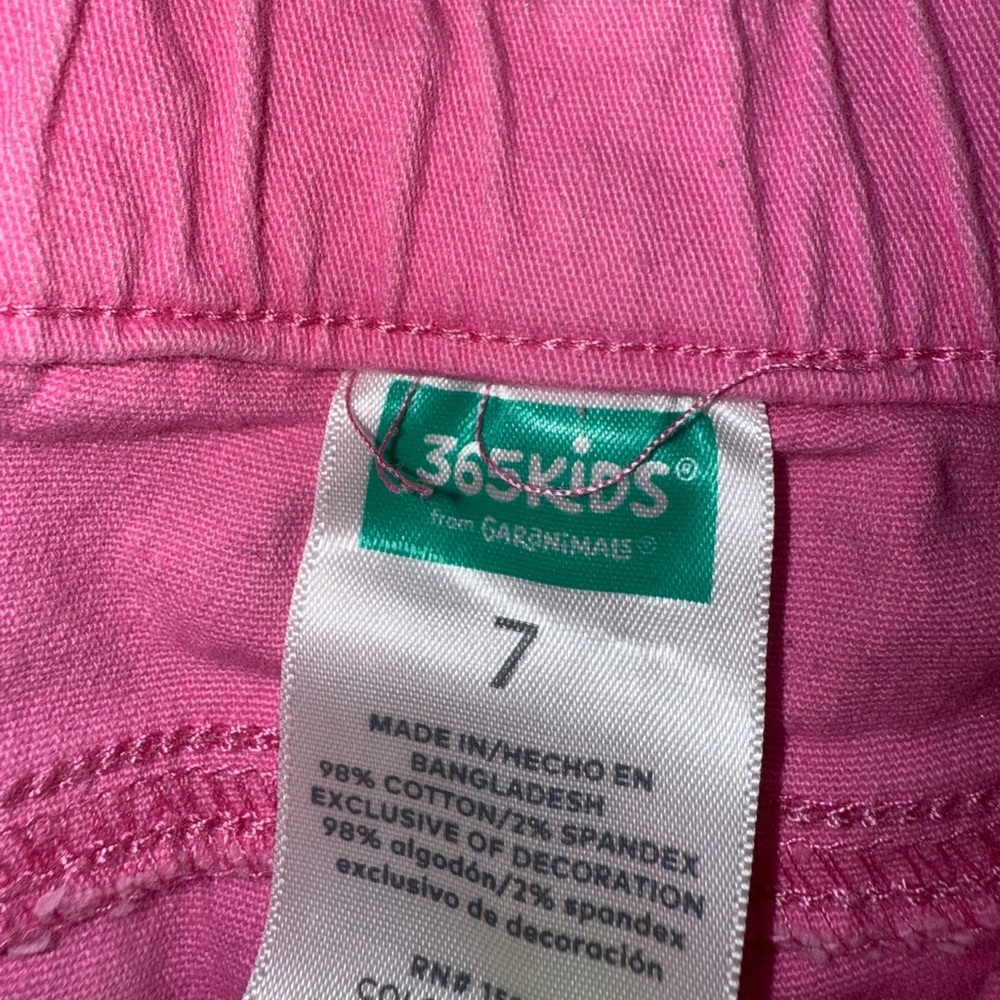 365KiDS®
from GARANIMALS®
7
MADE IN/HECHO EN
BANGLADESH
98% COTTON/2% SPANDEX
EXCLUSIVE OF DECORATION
98% algodón/2% spandex
exclusivo de decoración
RN#